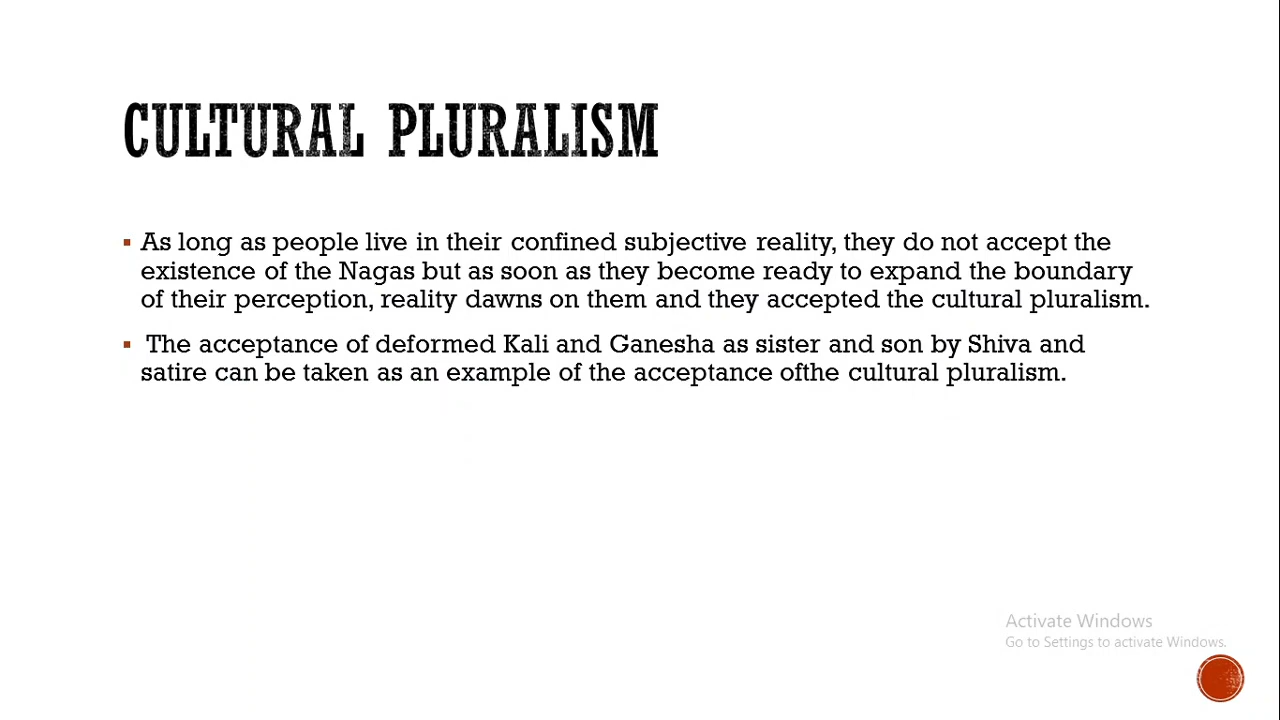 CULTURAL PLURALISM
▪ As long as people live in their confined subjective reality, they do not accept the
existence of the Nagas but as soon as they become ready to expand the boundary
of their perception, reality dawns on them and they accepted the cultural pluralism.
▪ The acceptance of deformed Kali and Ganesha as sister and son by Shiva and
satire can be taken as an example of the acceptance ofthe cultural pluralism.
Activate Windows
Go to Settings to activate Windows.